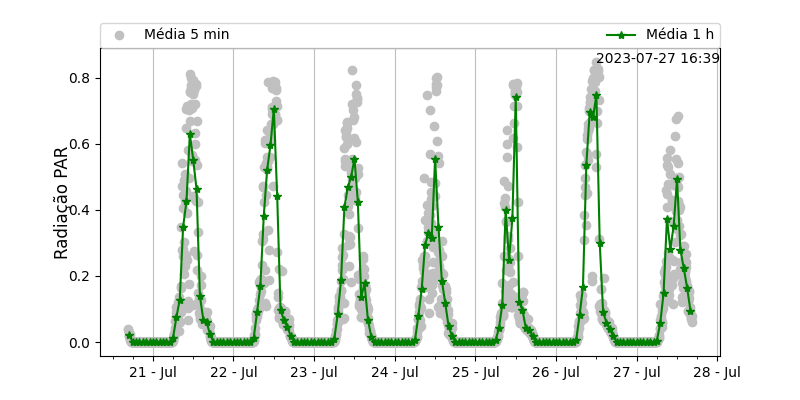 Média 5 min
Média 1 h
2023-07-27 16:39
Radiação PAR
0.8
0.6
0.4
0.2
0.0
21 - Jul
22 - Jul
23 - Jul
24 - Jul
25 - Jul
26 - Jul
27 - Jul
28 - Jul